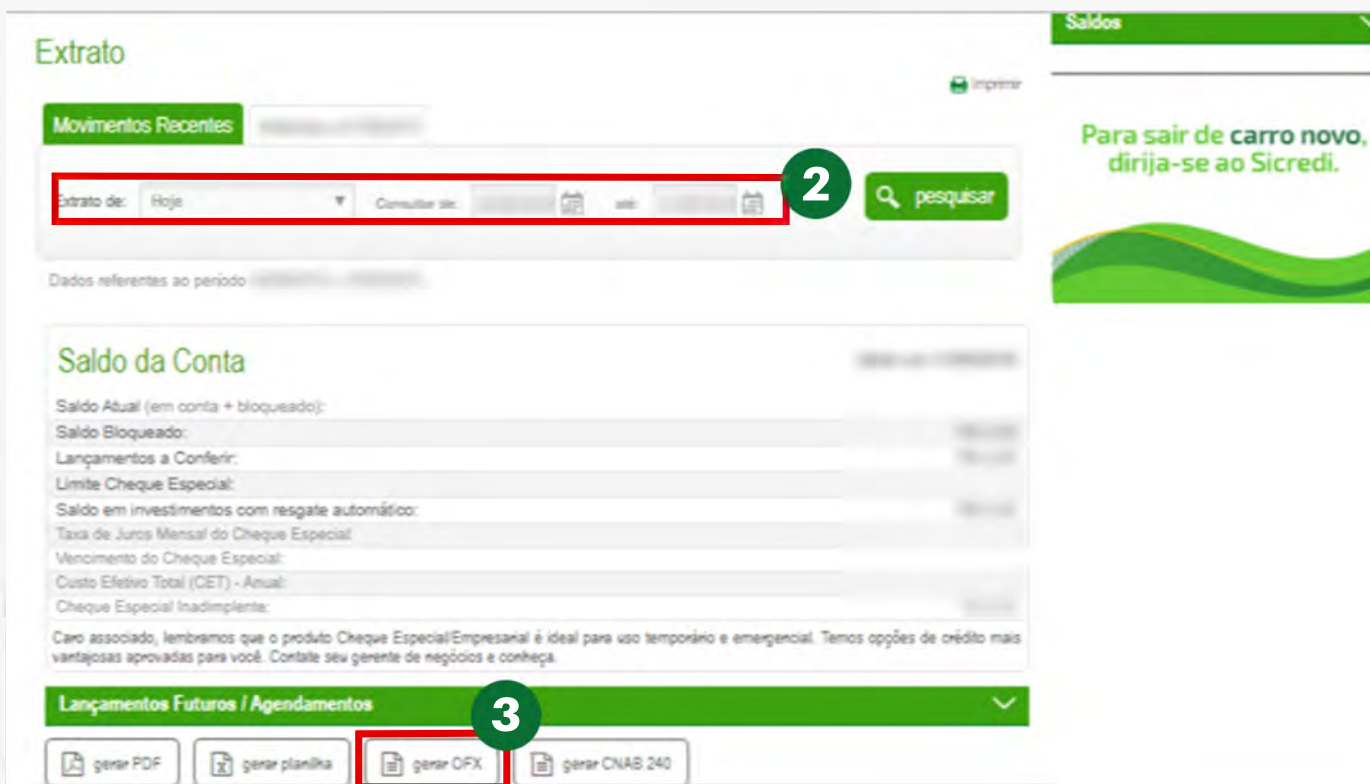 Saldos
Extrato
Imprimir
Movimentos Recentes
Para sair de carro novo,
dirija-se ao Sicredi.
Extrato de: Hoje Consultar de: até: 2 pesquisar
Dados referentes ao período
Saldo da Conta
Saldo Atual (em conta + bloqueado):
Saldo Bloqueado:
Lançamentos a Conferir:
Limite Cheque Especial:
Saldo em investimentos com resgate automático:
Taxa de Juros Mensal do Cheque Especial:
Vencimento do Cheque Especial:
Custo Efetivo Total (CET) - Anual:
Cheque Especial Inadimplente:
Caro associado, lembramos que o produto Cheque Especial/Empresarial é ideal para uso temporário e emergencial. Temos opções de crédito mais
vantajosas aprovadas para você. Contate seu gerente de negócios e conheça.
Lançamentos Futuros / Agendamentos
3
gerar PDF gerar planilha gerar OFX gerar CNAB 240